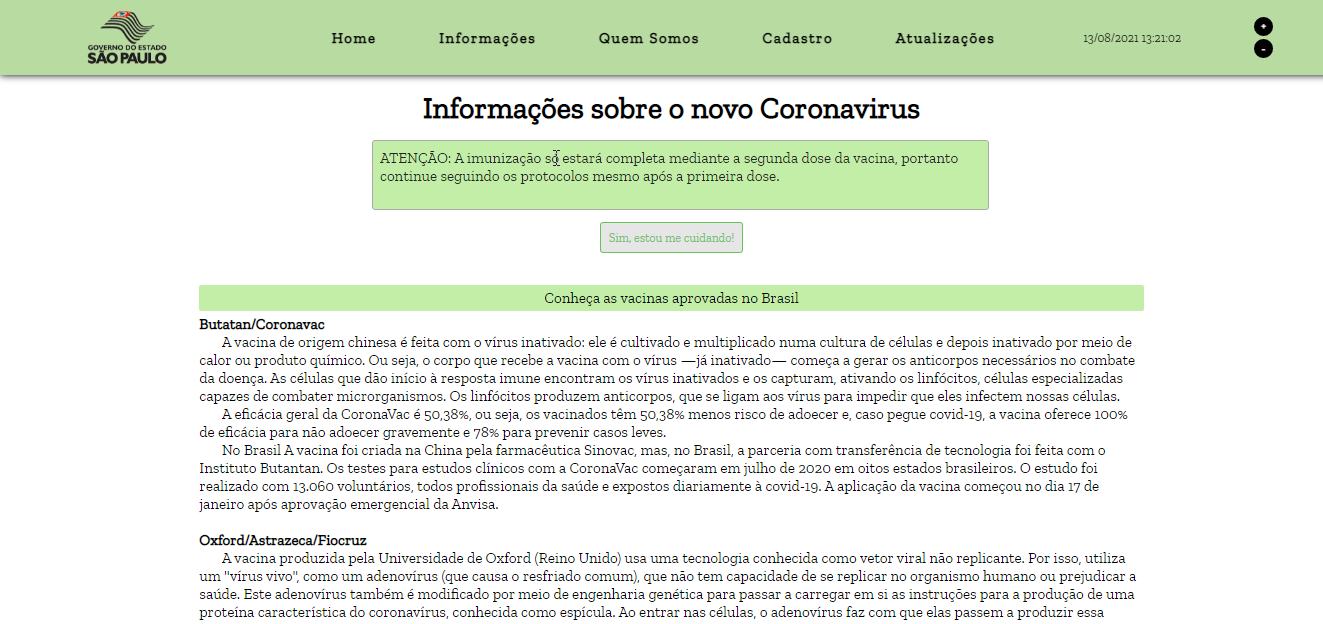 GOVERNO DO ESTADO
SÃO PAULO
Home
Informações
Quem Somos
Cadastro
Atualizações
13/08/2021 13:21:02
+
-
Informações sobre o novo Coronavirus
ATENÇÃO: A imunização só estará completa mediante a segunda dose da vacina, portanto
continue seguindo os protocolos mesmo após a primeira dose.
Sim, estou me cuidando!
Conheça as vacinas aprovadas no Brasil
Butatan/Coronavac
A vacina de origem chinesa é feita com o vírus inativado: ele é cultivado e multiplicado numa cultura de células e depois inativado por meio de
calor ou produto químico. Ou seja, o corpo que recebe a vacina com o vírus —já inativado— começa a gerar os anticorpos necessários no combate
da doença. As células que dão início à resposta imune encontram os vírus inativados e os capturam, ativando os linfócitos, células especializadas
capazes de combater microrganismos. Os linfócitos produzem anticorpos, que se ligam aos vírus para impedir que eles infectem nossas células.
A eficácia geral da CoronaVac é 50,38%, ou seja, os vacinados têm 50,38% menos risco de adoecer e, caso pegue covid-19, a vacina oferece 100%
de eficácia para não adoecer gravemente e 78% para prevenir casos leves.
No Brasil A vacina foi criada na China pela farmacêutica Sinovac, mas, no Brasil, a parceria com transferência de tecnologia foi feita com o
Instituto Butantan. Os testes para estudos clínicos com a CoronaVac começaram em julho de 2020 em oitos estados brasileiros. O estudo foi
realizado com 13.060 voluntários, todos profissionais da saúde e expostos diariamente à covid-19. A aplicação da vacina começou no dia 17 de
janeiro após aprovação emergencial da Anvisa.
Oxford/Astrazeca/Fiocruz
A vacina produzida pela Universidade de Oxford (Reino Unido) usa uma tecnologia conhecida como vetor viral não replicante. Por isso, utiliza
um "vírus vivo", como um adenovírus (que causa o resfriado comum), que não tem capacidade de se replicar no organismo humano ou prejudicar a
saúde. Este adenovírus também é modificado por meio de engenharia genética para passar a carregar em si as instruções para a produção de uma
proteína característica do coronavírus, conhecida como espícula. Ao entrar nas células, o adenovírus faz com que elas passem a produzir essa